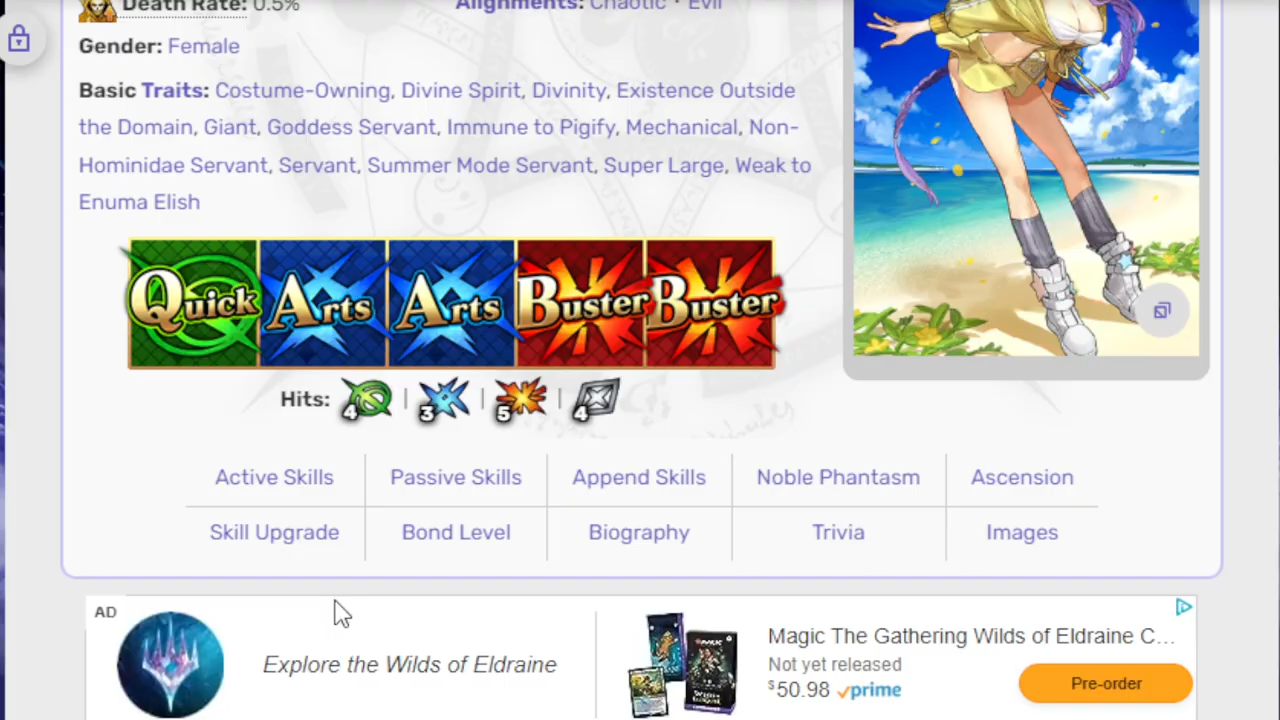 Death Rate: 0.5%
Alignments: Chaotic · Evil
Gender: Female
Basic Traits: Costume-Owning, Divine Spirit, Divinity, Existence Outside
the Domain, Giant, Goddess Servant, Immune to Pigify, Mechanical, Non-
Hominidae Servant, Servant, Summer Mode Servant, Super Large, Weak to
Enuma Elish
Quick Arts Arts Buster Buster
Hits: 4 | 3 | 5 | 4
Active Skills Passive Skills Append Skills Noble Phantasm Ascension
Skill Upgrade Bond Level Biography Trivia Images
AD
Explore the Wilds of Eldraine
Magic The Gathering Wilds of Eldraine C...
Not yet released
$50.98 prime
Pre-order